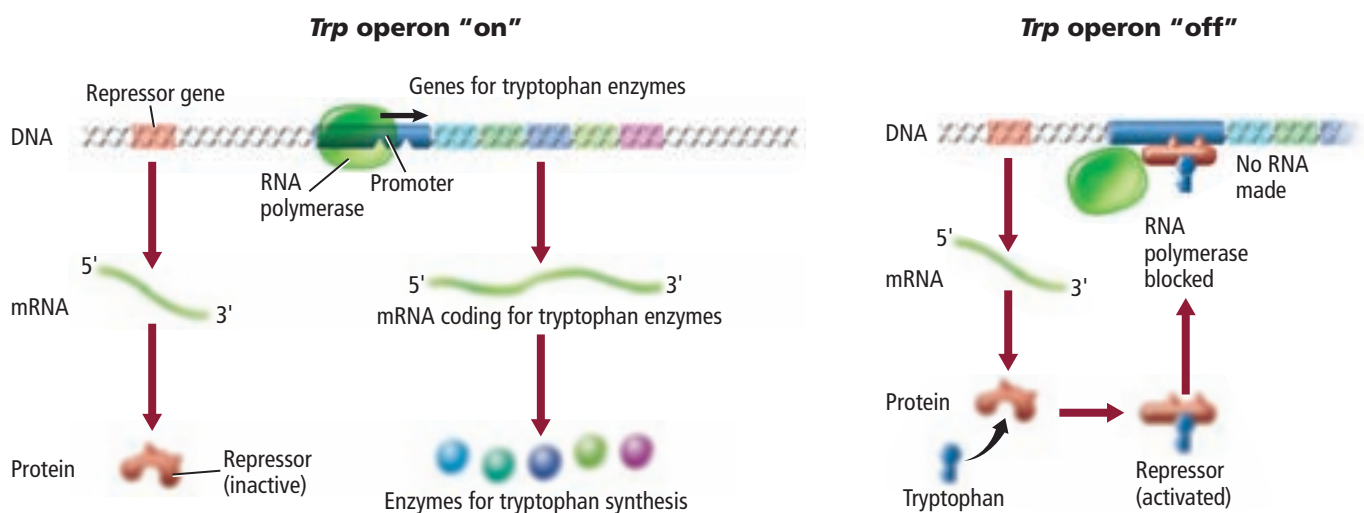 Trp operon “on”
Repressor gene
Genes for tryptophan enzymes
DNA
RNA
polymerase
Promoter
5'
3'
mRNA
5'
3'
mRNA coding for tryptophan enzymes
Protein
Repressor
(inactive)
Enzymes for tryptophan synthesis
Trp operon “off”
DNA
No RNA
made
RNA
polymerase
blocked
5'
mRNA
3'
Protein
Tryptophan
Repressor
(activated)